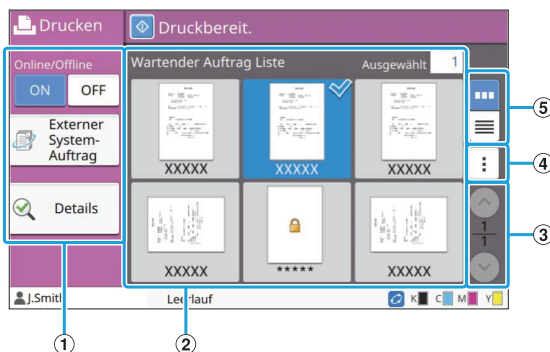 Drucken
Druckbereit.
Online/Offline
ON OFF
Externer
System-
Auftrag
Details
Wartender Auftrag Liste
Ausgewählt 1
XXXXX XXXXX XXXXX
XXXXX ***** XXXXX
1
1
J.Smith
Leerlauf
K C M Y
5
4
3
1 2